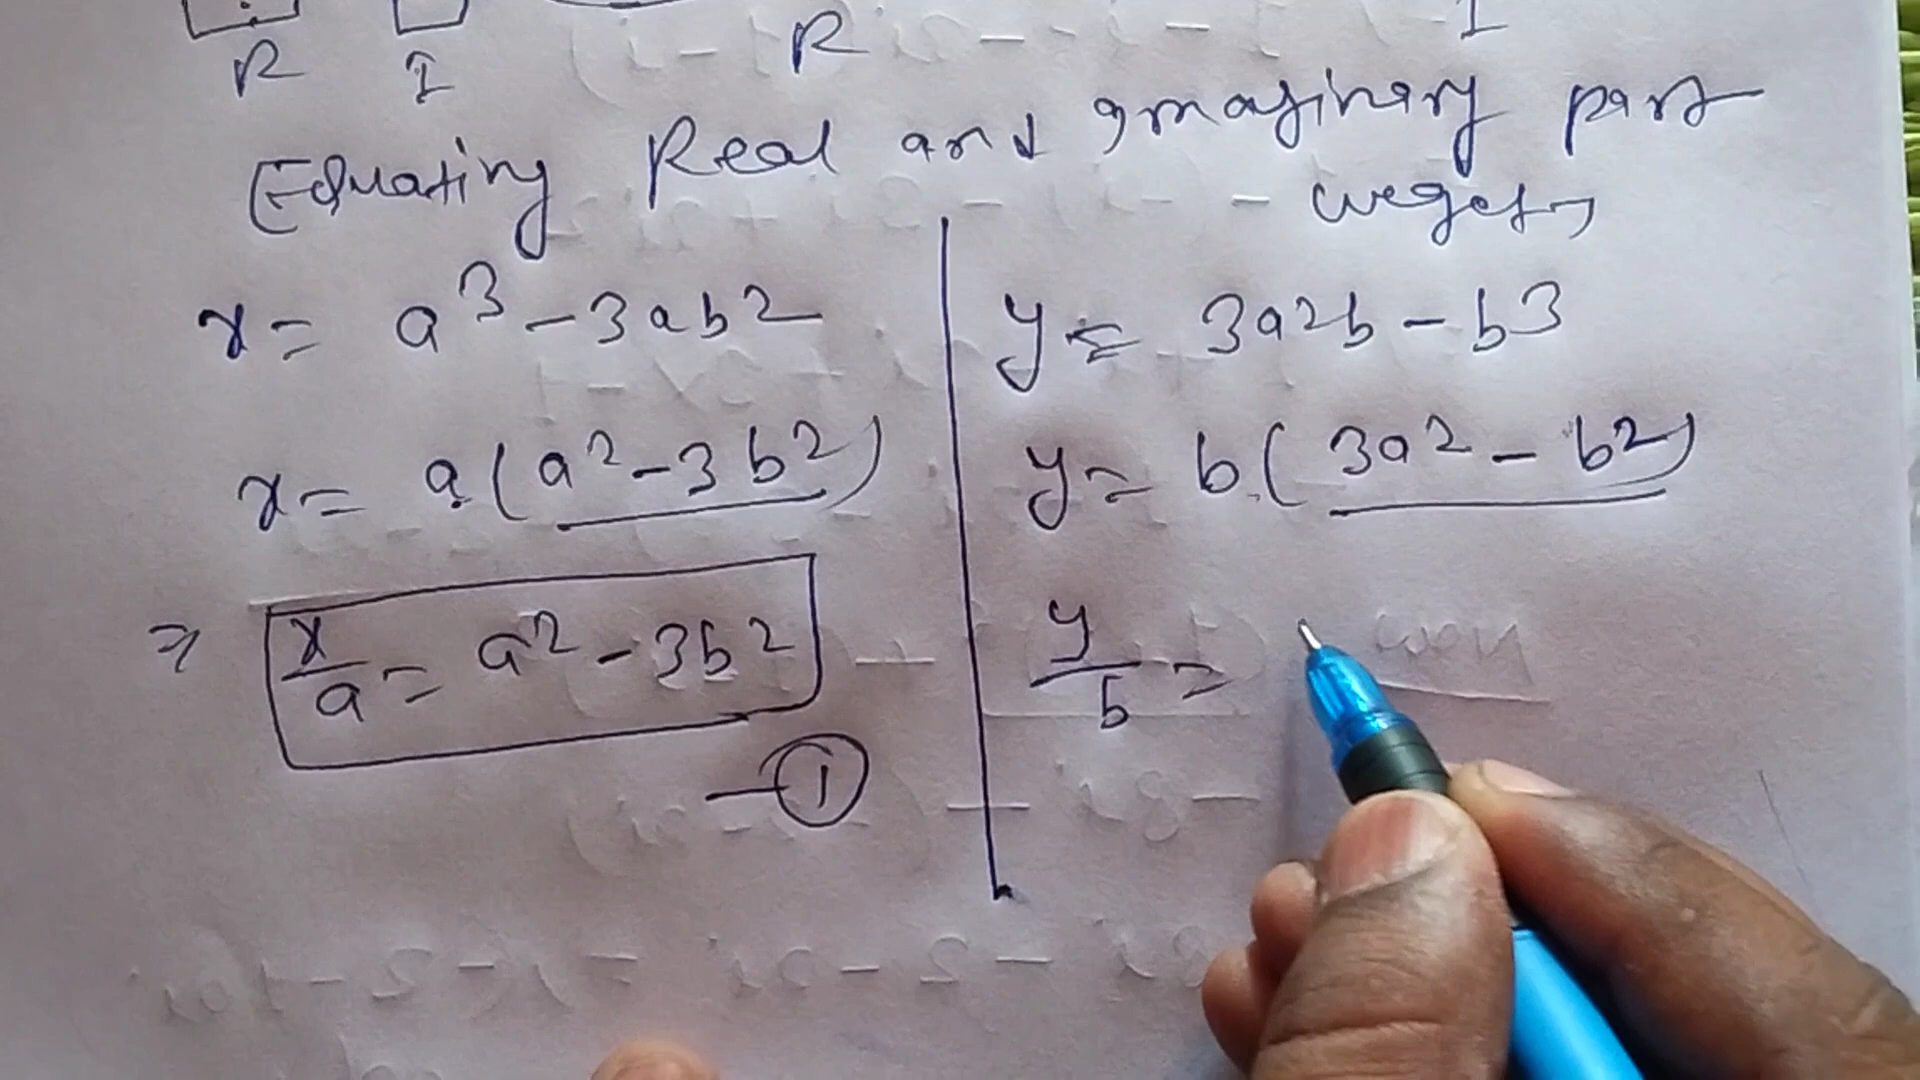 R I R I
Equating Real and Imaginary part
we get,
x = a³ - 3ab²
x = a(a² - 3b²)
⇒ x/a = a² - 3b²
— ①
y = 3a²b - b³
y = b(3a² - b²)
y/b =